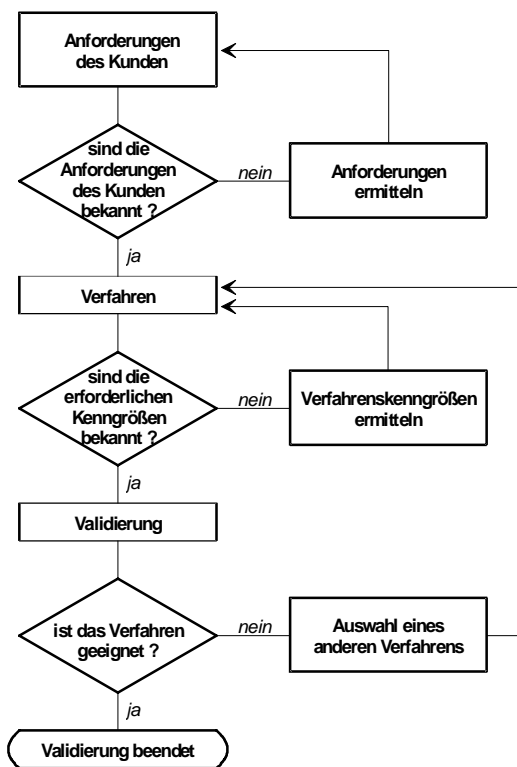 Anforderungen
des Kunden
sind die
Anforderungen
des Kunden
bekannt ?
nein
Anforderungen
ermitteln
ja
Verfahren
sind die
erforderlichen
Kenngrößen
bekannt ?
nein
Verfahrenskenngrößen
ermitteln
ja
Validierung
ist das Verfahren
geeignet ?
nein
Auswahl eines
anderen Verfahrens
ja
Validierung beendet